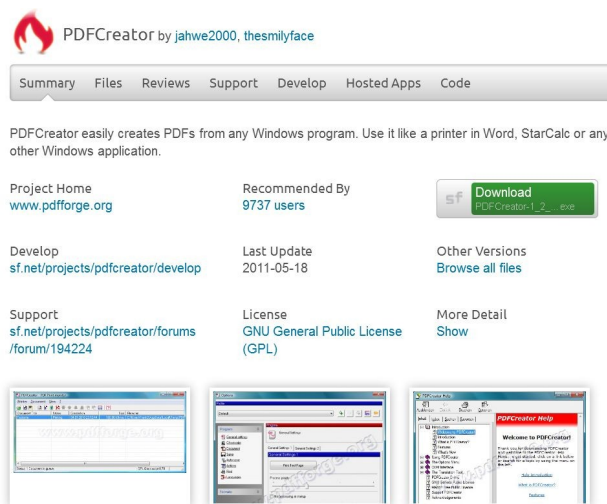 PDFCreator by jahwe2000, thesmilyface
Summary Files Reviews Support Develop Hosted Apps Code
PDFCreator easily creates PDFs from any Windows program. Use it like a printer in Word, StarCalc or any
other Windows application.
Project Home
www.pdfforge.org
Recommended By
9737 users
sf Download
PDFCreator-1_2_... exe
Develop
sf.net/projects/pdfcreator/develop
Last Update
2011-05-18
Other Versions
Browse all files
Support
sf.net/projects/pdfcreator/forums
/forum/194224
License
GNU General Public License
(GPL)
More Detail
Show
PDFCreator Help
Welcome to PDFCreator!